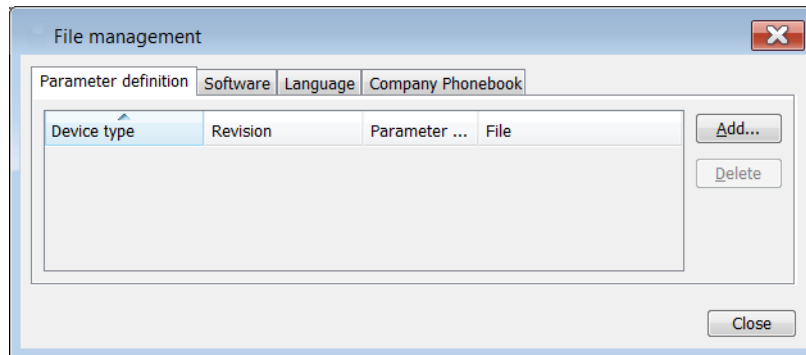 File management
Parameter definition Software Language Company Phonebook
Device type Revision Parameter ... File
Add...
Delete
Close